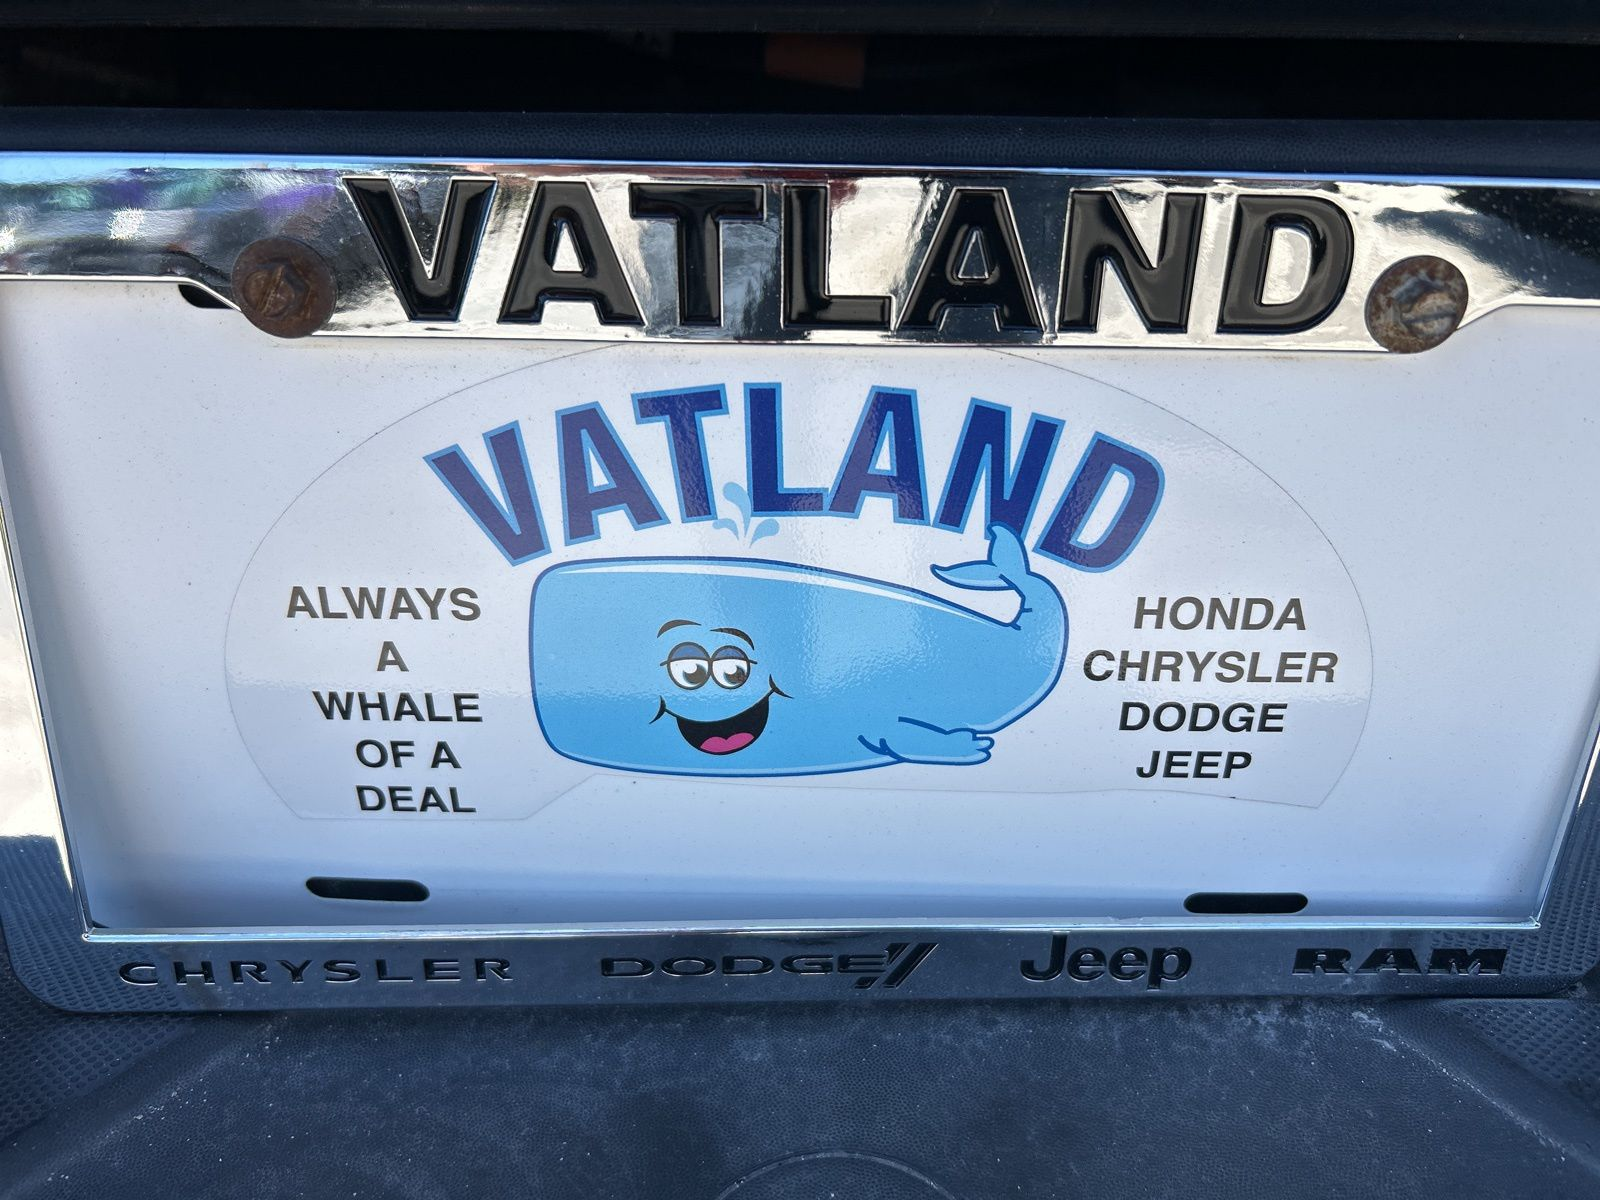 VATLAND
VATLAND
ALWAYS
A
WHALE
OF A
DEAL
HONDA
CHRYSLER
DODGE
JEEP
CHRYSLER DODGE Jeep RAM